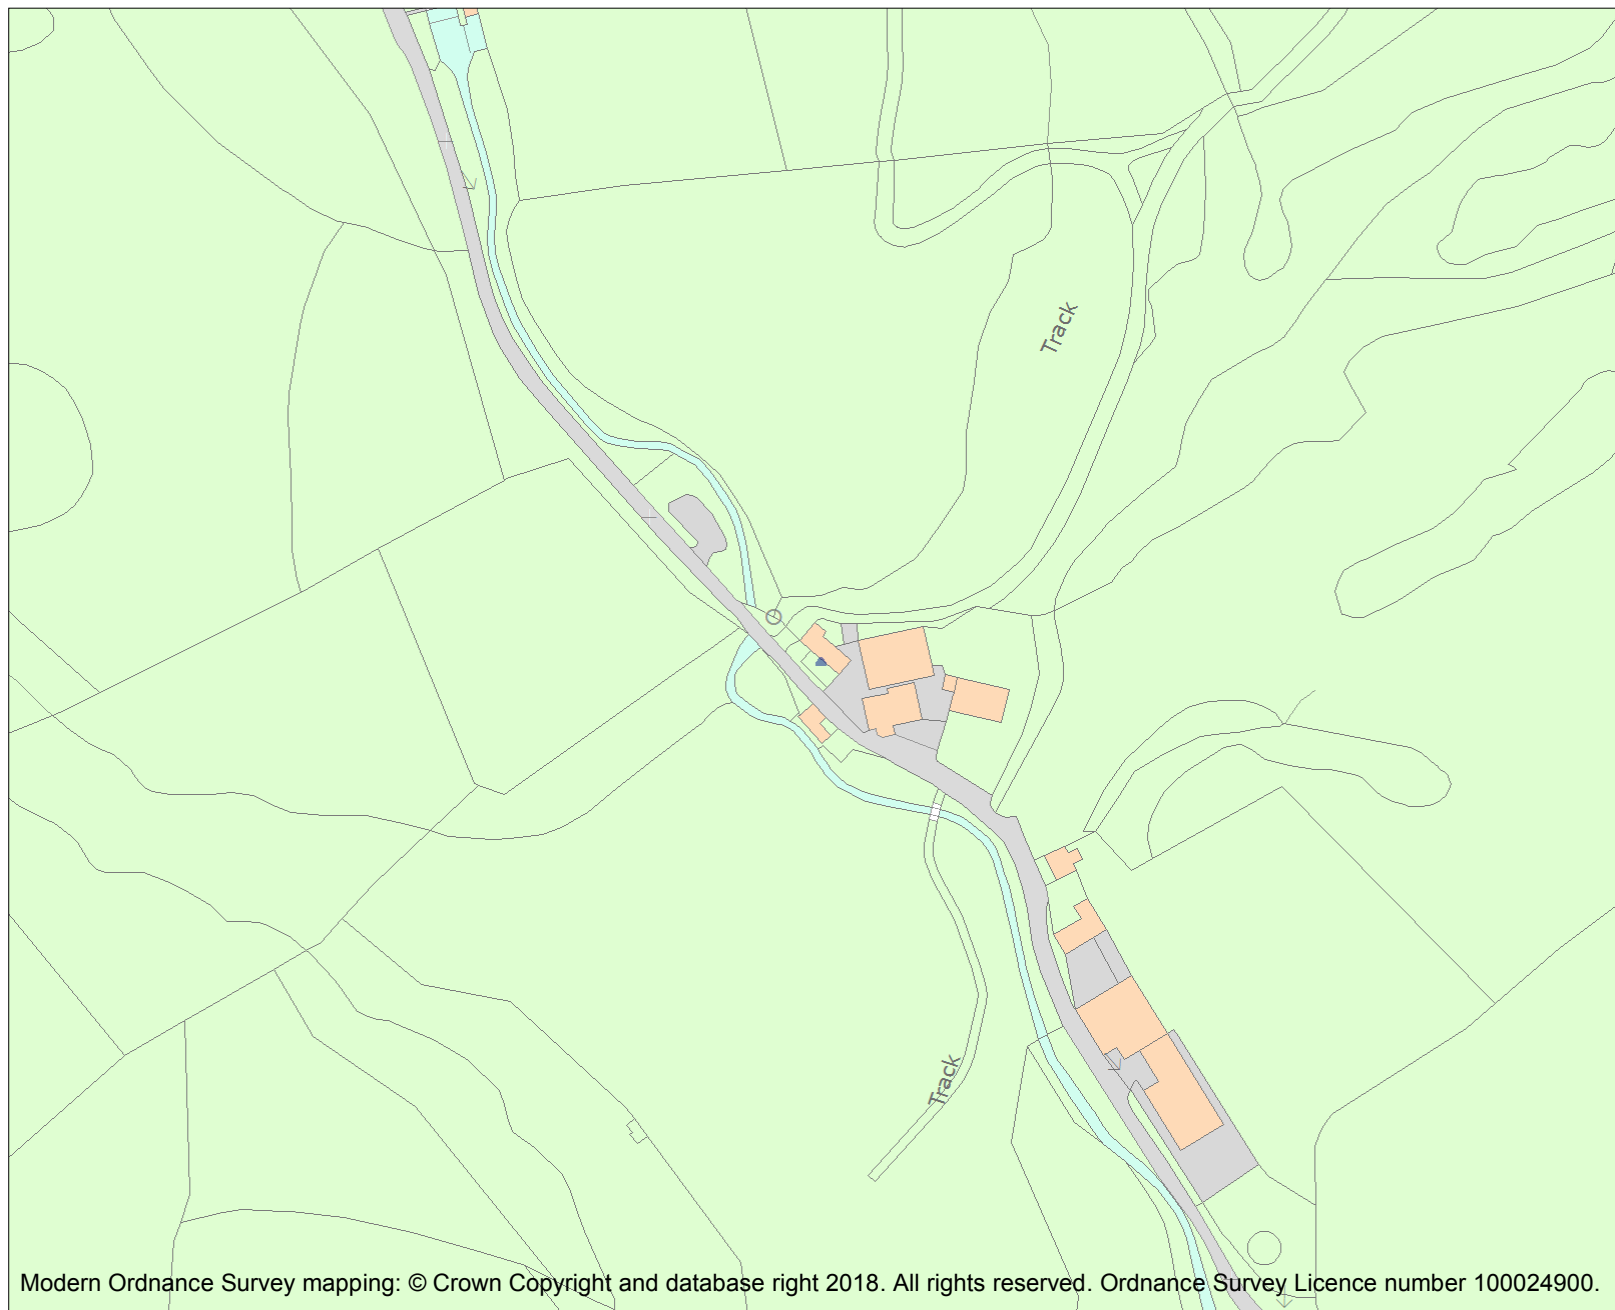 Track
Track
Modern Ordnance Survey mapping: © Crown Copyright and database right 2018. All rights reserved. Ordnance Survey Licence number 100024900.